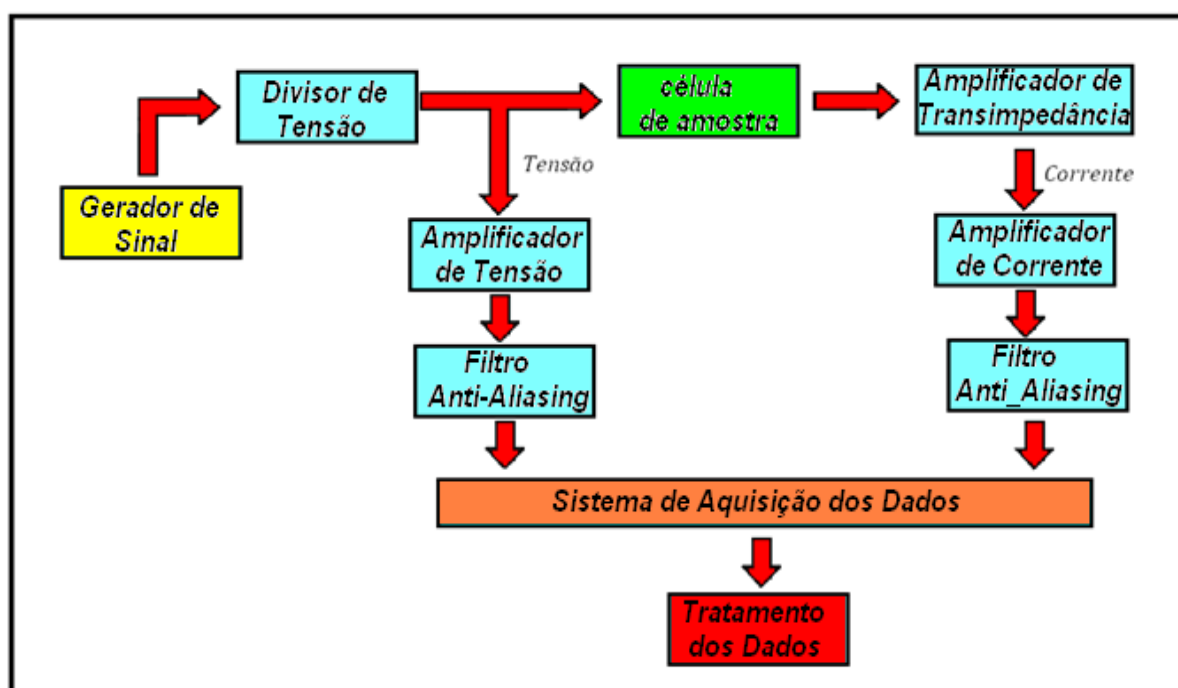 Gerador de
Sinal
Divisor de
Tensão
Tensão
célula
de amostra
Amplificador de
Transimpedância
Corrente
Amplificador
de Tensão
Amplificador
de Corrente
Filtro
Anti-Aliasing
Filtro
Anti_Aliasing
Sistema de Aquisição dos Dados
Tratamento
dos Dados